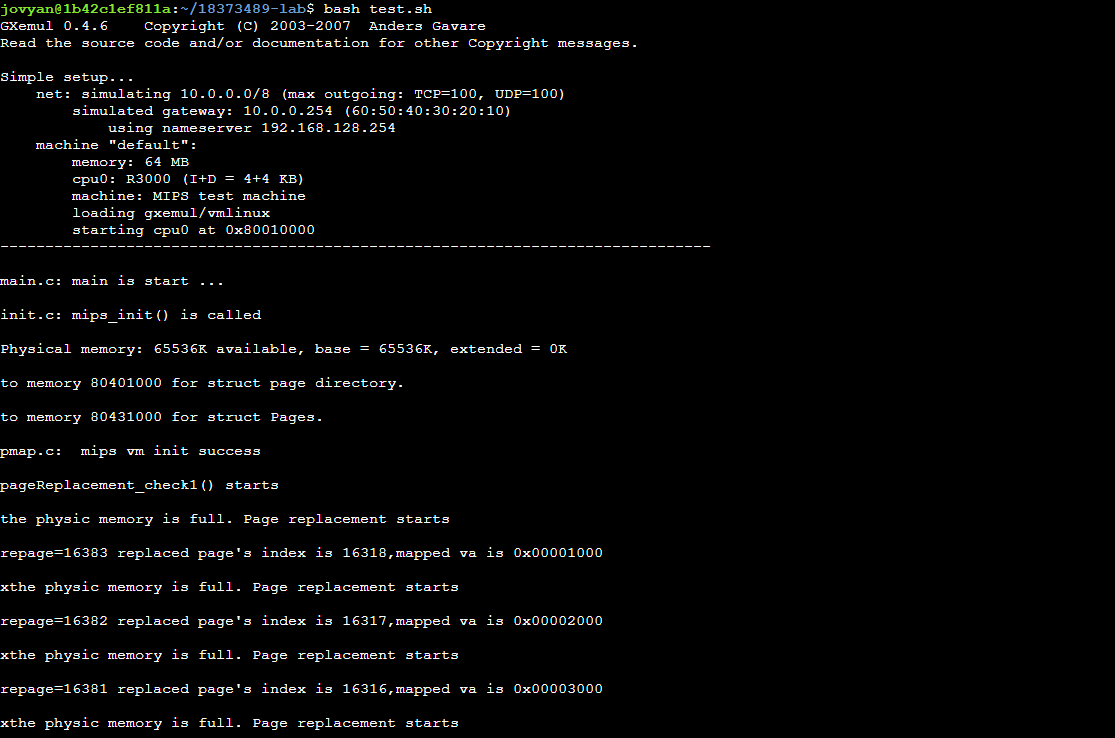 jovyan@1b42c1ef811a:~/18373489-lab$ bash test.sh
GXemul 0.4.6    Copyright (C) 2003-2007  Anders Gavare
Read the source code and/or documentation for other Copyright messages.
Simple setup...
    net: simulating 10.0.0.0/8 (max outgoing: TCP=100, UDP=100)
        simulated gateway: 10.0.0.254 (60:50:40:30:20:10)
            using nameserver 192.168.128.254
    machine "default":
        memory: 64 MB
        cpu0: R3000 (I+D = 4+4 KB)
        machine: MIPS test machine
        loading gxemul/vmlinux
        starting cpu0 at 0x80010000
-------------------------------------------------------------------------------
main.c: main is start ...
init.c: mips_init() is called
Physical memory: 65536K available, base = 65536K, extended = 0K
to memory 80401000 for struct page directory.
to memory 80431000 for struct Pages.
pmap.c:  mips vm init success
pageReplacement_check1() starts
the physic memory is full. Page replacement starts
repage=16383 replaced page's index is 16318,mapped va is 0x00001000
xthe physic memory is full. Page replacement starts
repage=16382 replaced page's index is 16317,mapped va is 0x00002000
xthe physic memory is full. Page replacement starts
repage=16381 replaced page's index is 16316,mapped va is 0x00003000
xthe physic memory is full. Page replacement starts